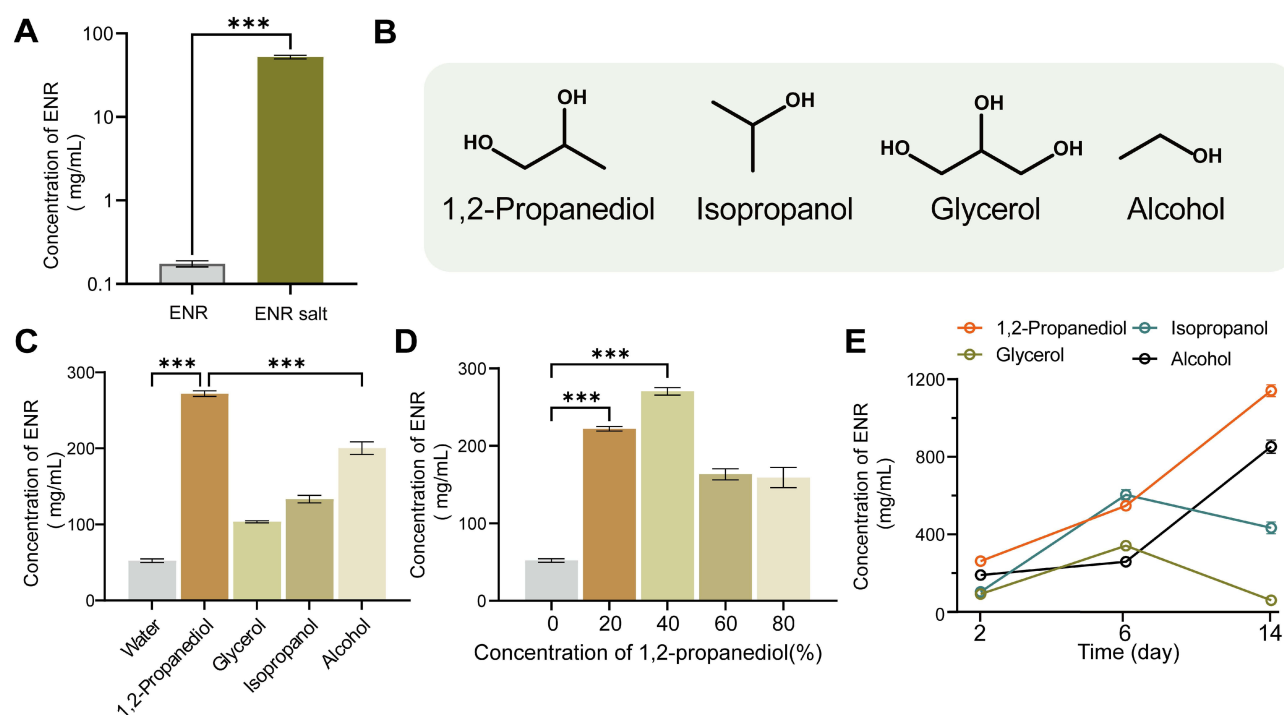 A
Concentration of ENR
( mg/mL)
100
10
1
0.1
***
ENR
ENR salt
B
OH
HO
1,2-Propanediol
OH
Isopropanol
OH
HO
OH
Glycerol
OH
Alcohol
C
Concentration of ENR
( mg/mL)
300
200
100
0
***
***
Water
1,2-Propanediol
Glycerol
Isopropanol
Alcohol
D
Concentration of ENR
( mg/mL)
300
200
100
0
***
***
0
20
40
60
80
Concentration of 1,2-propanediol(%)
E
1,2-Propanediol
Isopropanol
Glycerol
Alcohol
Concentration of ENR
(mg/mL)
1200
800
400
0
2
6
14
Time (day)